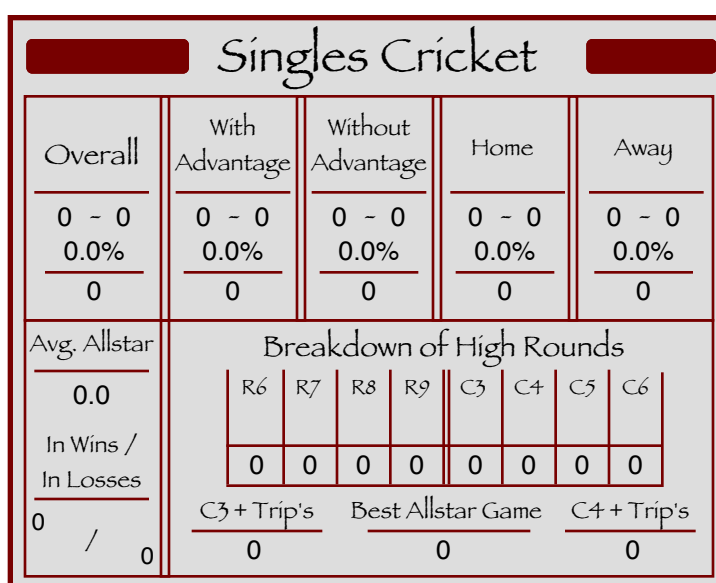 Singles Cricket
Overall
With
Advantage
Without
Advantage
Home
Away
0 ~ 0
0 ~ 0
0 ~ 0
0 ~ 0
0 ~ 0
0.0%
0.0%
0.0%
0.0%
0.0%
0
0
0
0
0
Avg. Allstar
0.0
In Wins /
In Losses
0
/
0
Breakdown of High Rounds
R6 R7 R8 R9 C3 C4 C5 C6
0 0 0 0 0 0 0 0
C3 + Trip's
Best Allstar Game
C4 + Trip's
0
0
0